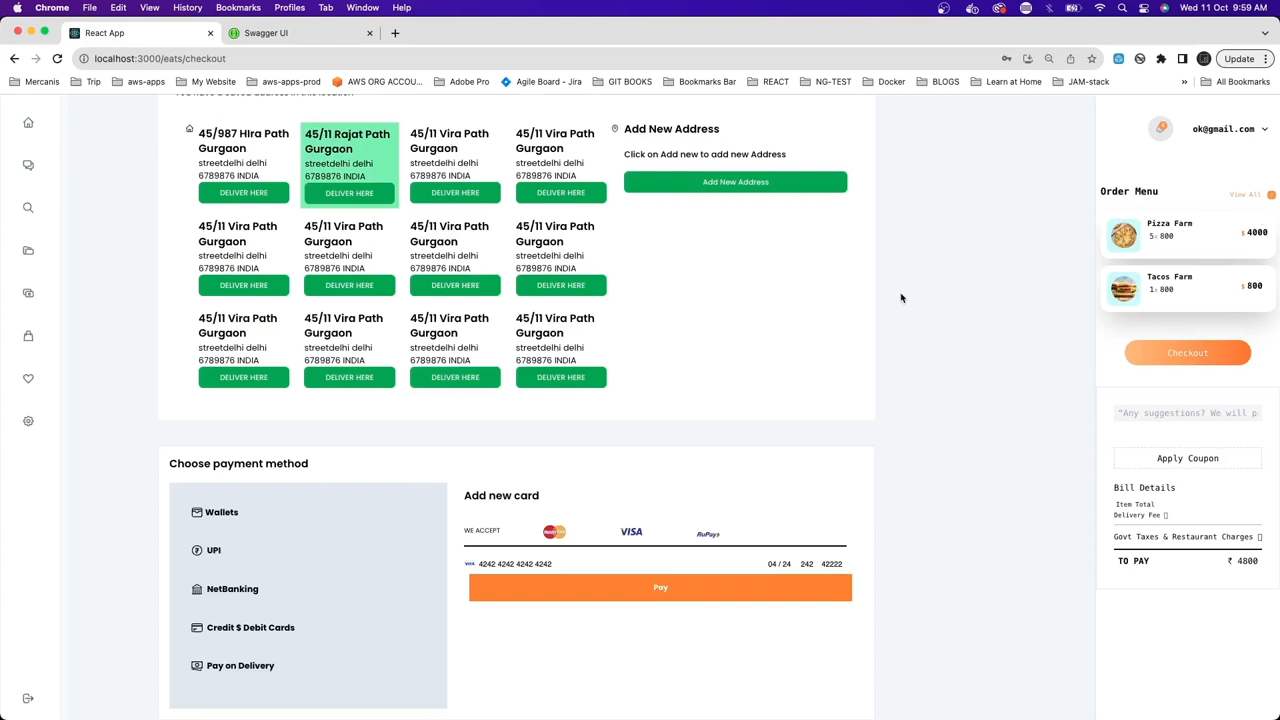 Chrome File Edit View History Bookmarks Profiles Tab Window Help
Wed 11 Oct 9:59 AM
React App
Swagger UI
localhost:3000/eats/checkout
Update
Mercanis Trip aws-apps My Website aws-apps-prod AWS ORG ACCOU... Adobe Pro Agile Board - Jira GIT BOOKS Bookmarks Bar REACT NG-TEST Docker BLOGS Learn at Home JAM-stack » All Bookmarks
45/987 HIra Path
Gurgaon
streetdelhi delhi
6789876 INDIA
DELIVER HERE
45/11 Rajat Path
Gurgaon
streetdelhi delhi
6789876 INDIA
DELIVER HERE
45/11 Vira Path
Gurgaon
streetdelhi delhi
6789876 INDIA
DELIVER HERE
45/11 Vira Path
Gurgaon
streetdelhi delhi
6789876 INDIA
DELIVER HERE
45/11 Vira Path
Gurgaon
streetdelhi delhi
6789876 INDIA
DELIVER HERE
45/11 Vira Path
Gurgaon
streetdelhi delhi
6789876 INDIA
DELIVER HERE
45/11 Vira Path
Gurgaon
streetdelhi delhi
6789876 INDIA
DELIVER HERE
45/11 Vira Path
Gurgaon
streetdelhi delhi
6789876 INDIA
DELIVER HERE
45/11 Vira Path
Gurgaon
streetdelhi delhi
6789876 INDIA
DELIVER HERE
45/11 Vira Path
Gurgaon
streetdelhi delhi
6789876 INDIA
DELIVER HERE
45/11 Vira Path
Gurgaon
streetdelhi delhi
6789876 INDIA
DELIVER HERE
45/11 Vira Path
Gurgaon
streetdelhi delhi
6789876 INDIA
DELIVER HERE
Add New Address
Click on Add new to add new Address
Add New Address
Choose payment method
Wallets
UPI
NetBanking
Credit $ Debit Cards
Pay on Delivery
Add new card
WE ACCEPT
VISA
RuPay
VISA 4242 4242 4242 4242 04 / 24 242 42222
Pay
ok@gmail.com
Order Menu View All
Pizza Farm
5x 800 $ 4000
Tacos Farm
1x 800 $ 800
Checkout
"Any suggestions? We will p
Apply Coupon
Bill Details
Item Total
Delivery Fee
Govt Taxes & Restaurant Charges
TO PAY ₹ 4800